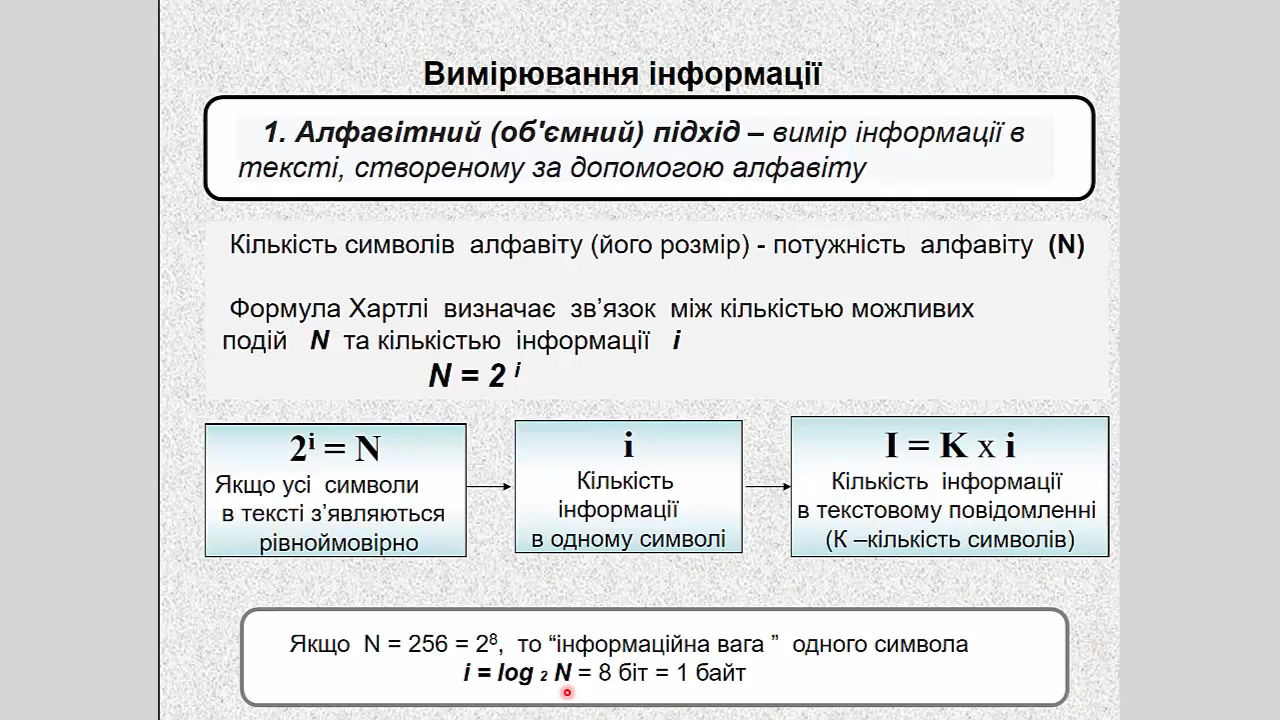 Вимірювання інформації
1. Алфавітний (об'ємний) підхід – вимір інформації в
тексті, створеному за допомогою алфавіту
Кількість символів алфавіту (його розмір) - потужність алфавіту (N)
Формула Хартлі визначає зв’язок між кількістю можливих
подій N та кількістью інформації i
N = 2 ⁱ
2ⁱ = N
Якщо усі символи
в тексті з’являються
рівноймовірно
i
Кількість
інформації
в одному символі
I = K x i
Кількість інформації
в текстовому повідомленні
(К –кількість символів)
Якщо N = 256 = 2⁸, то “інформаційна вага ” одного символа
i = log ₂ N = 8 біт = 1 байт